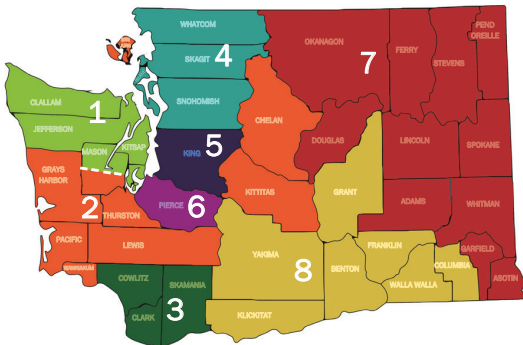 WHATCOM
SKAGIT
4
SNOHOMISH
OKANAGON
7
FERRY
STEVENS
PEND
OREILLE
CLALLAM
1
JEFFERSON
MASON
KITSAP
KING
5
CHELAN
DOUGLAS
LINCOLN
SPOKANE
GRAYS
HARBOR
2
THURSTON
PIERCE
6
KITTITAS
GRANT
ADAMS
WHITMAN
PACIFIC
LEWIS
YAKIMA
8
BENTON
FRANKLIN
COLUMBIA
GARFIELD
ASOTIN
WALLA WALLA
WAHKIAKUM
COWLITZ
SKAMANIA
3
CLARK
KLICKITAT